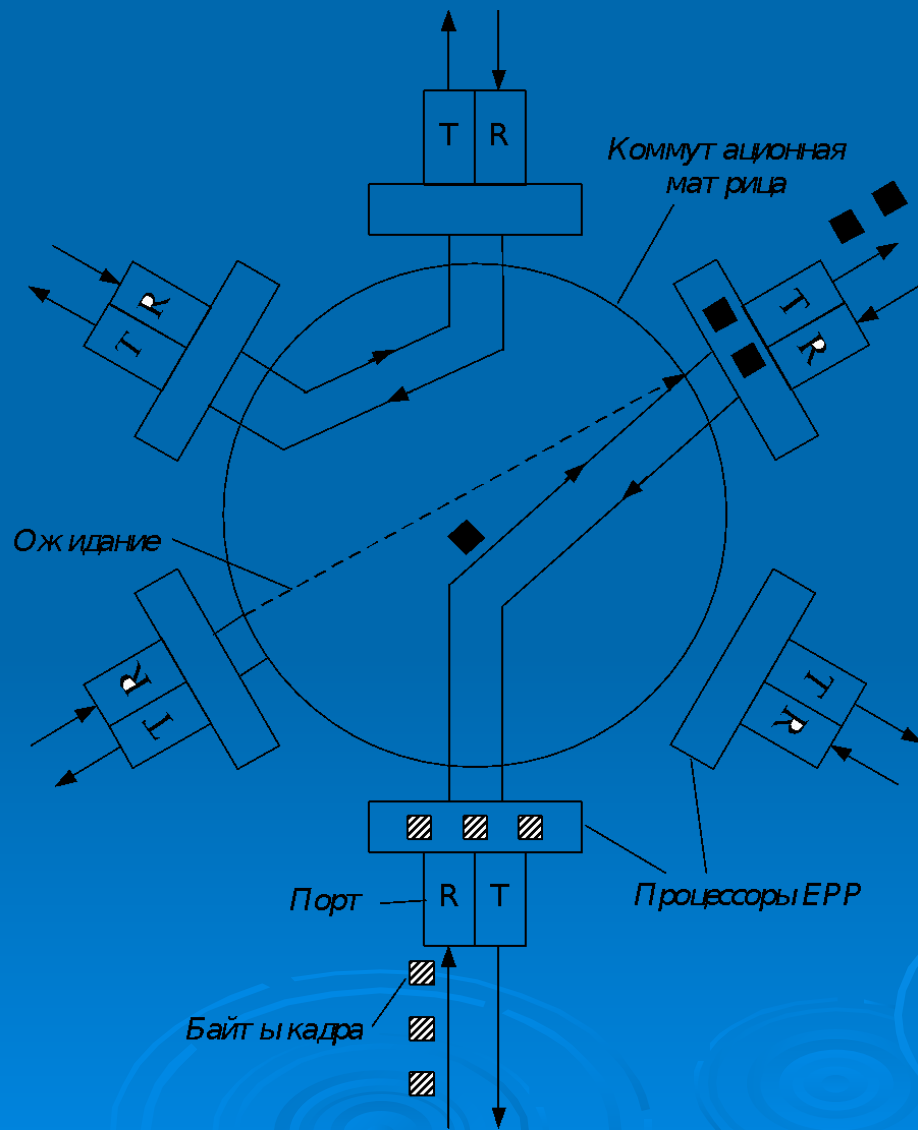 T R
Коммутационная
матрица
R
T
T
R
Ожидание
R
T
T
R
Порт
R T
Процессоры EPP
Байты кадра